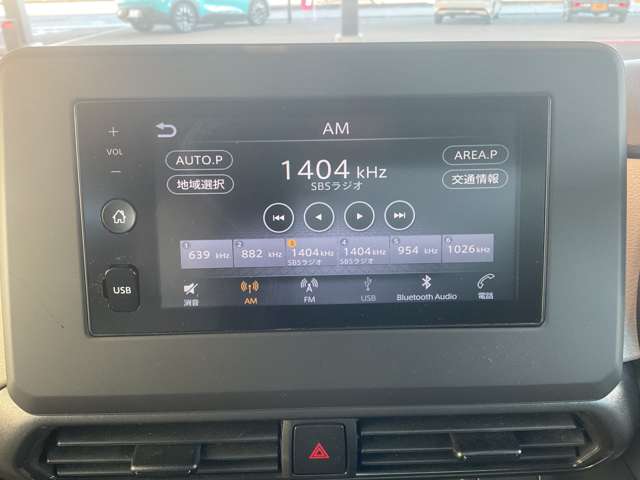 AM
+
VOL
−
AUTO.P
1404 kHz
AREA.P
地域選択
SBSラジオ
交通情報
1 639 kHz
2 882 kHz
3 1404 kHz SBSラジオ
4 1404 kHz SBSラジオ
5 954 kHz
6 1026 kHz
USB
消音
AM
FM
USB
Bluetooth Audio
電話